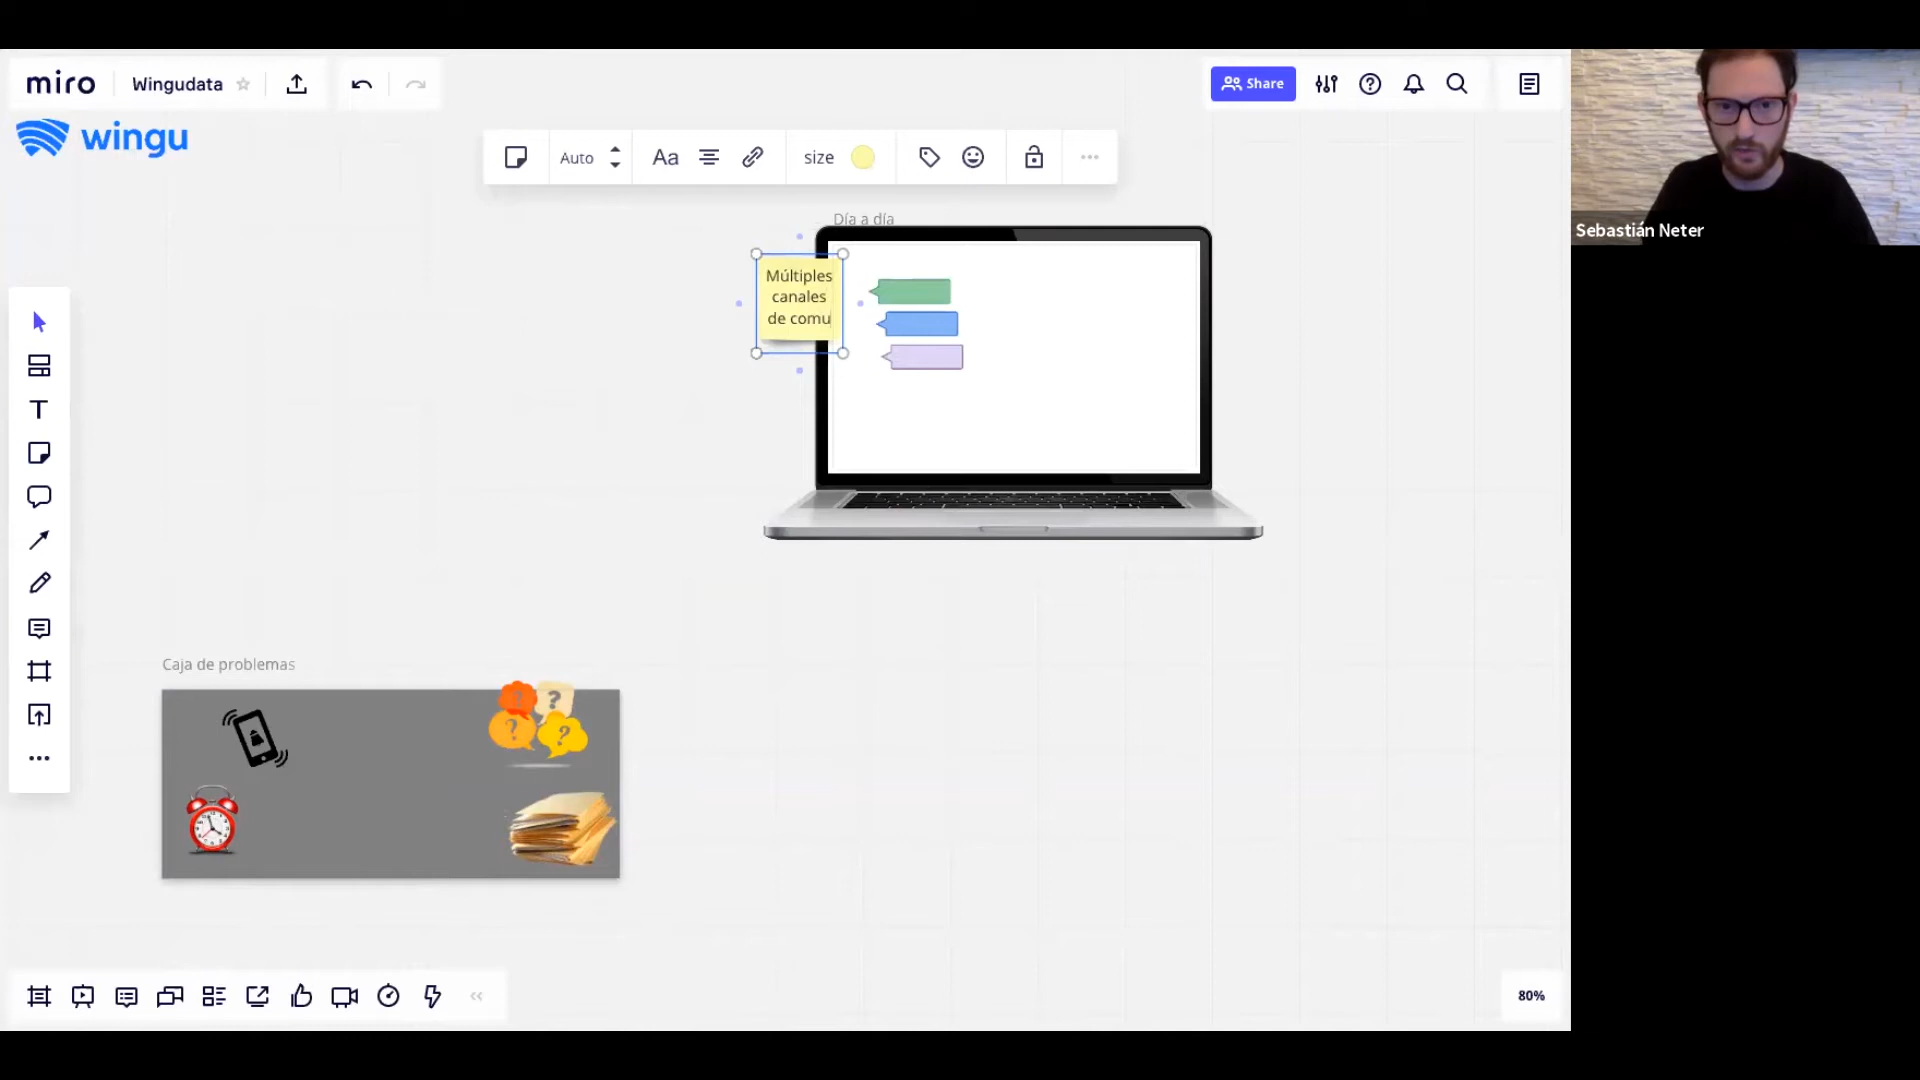 miro
Wingudata
Share
wingu
Auto
Aa
size
Sebastián Neter
Día a día
Múltiples
canales
de comu
Caja de problemas
? ?
? ?
80%